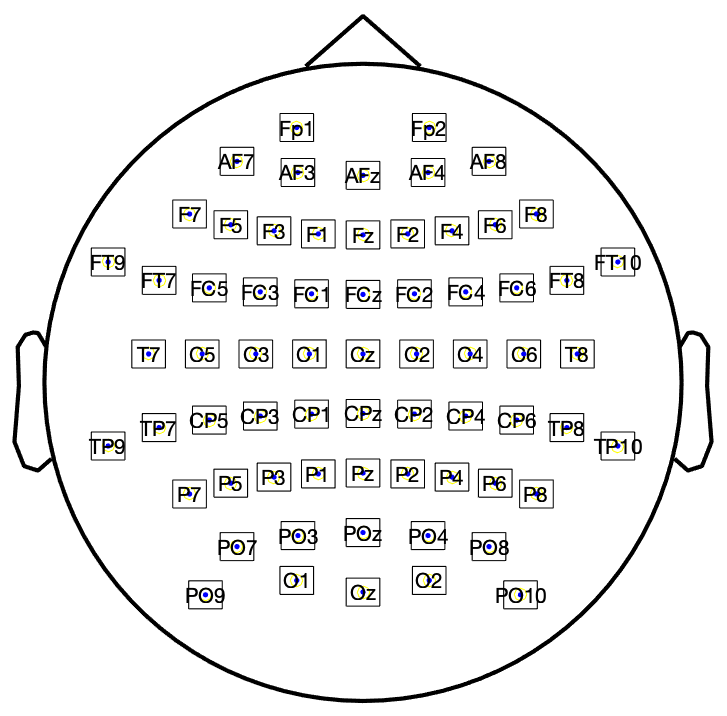 Fp1 Fp2
AF7 AF3 AFz AF4 AF8
F7 F5 F3 F1 Fz F2 F4 F6 F8
FT9 FT7 FC5 FC3 FC1 FCz FC2 FC4 FC6 FT8 FT10
T7 C5 C3 C1 Cz C2 C4 C6 T8
TP9 TP7 CP5 CP3 CP1 CPz CP2 CP4 CP6 TP8 TP10
P7 P5 P3 P1 Pz P2 P4 P6 P8
PO7 PO3 POz PO4 PO8
PO9 O1 Oz O2 PO10